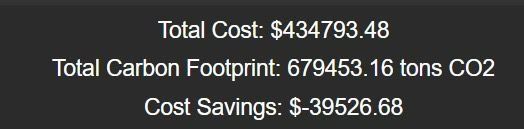 Total Cost: $434793.48
Total Carbon Footprint: 679453.16 tons CO2
Cost Savings: $-39526.68